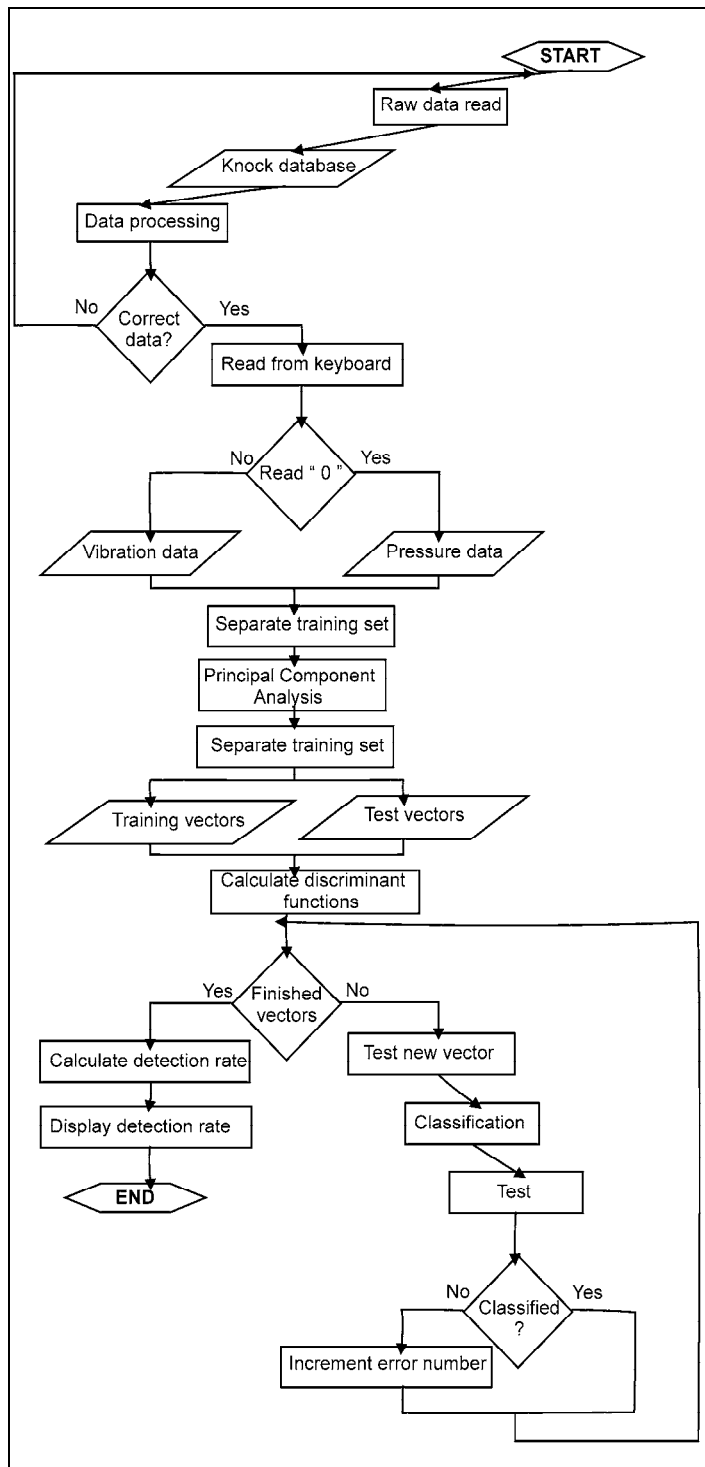 START
Raw data read
Knock database
Data processing
No
Yes
Correct
data?
Read from keyboard
No
Yes
Read “ 0 ”
Vibration data
Pressure data
Separate training set
Principal Component
Analysis
Separate training set
Training vectors
Test vectors
Calculate discriminant
functions
Yes
No
Finished
vectors
Calculate detection rate
Test new vector
Display detection rate
Classification
END
Test
No
Yes
Classified
?
Increment error number